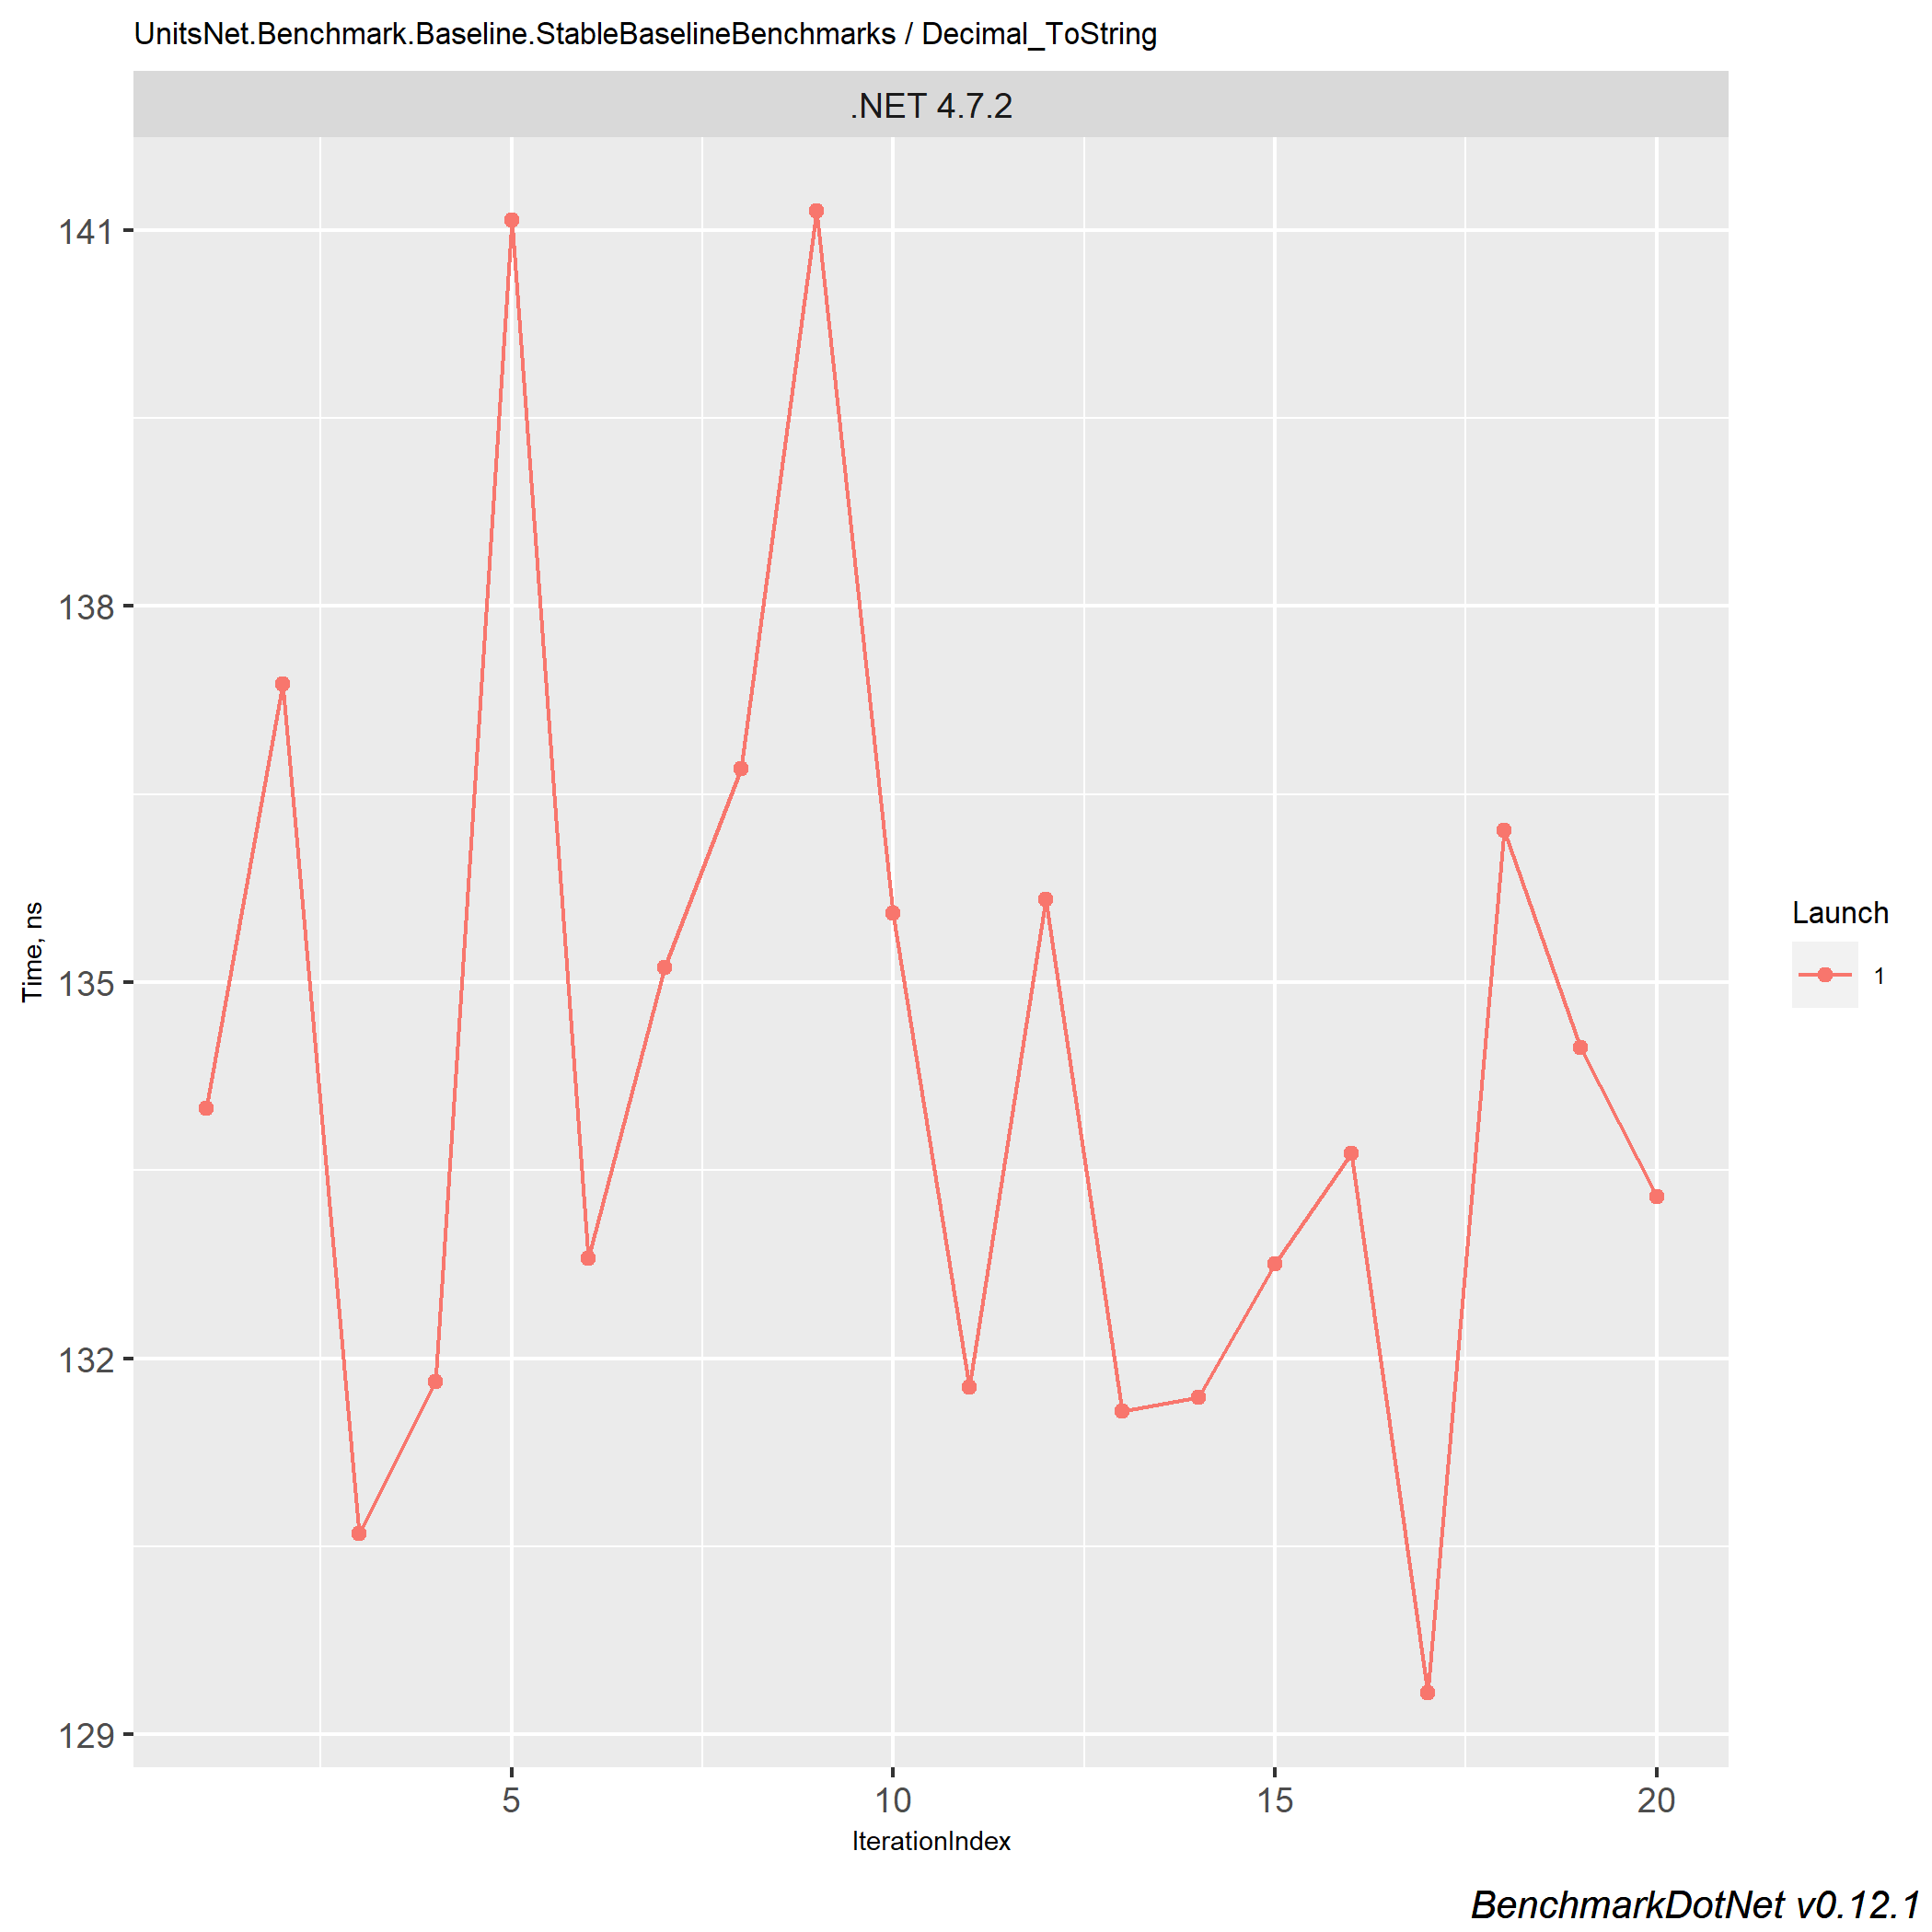 UnitsNet.Benchmark.Baseline.StableBaselineBenchmarks / Decimal_ToString
.NET 4.7.2
141
138
135
132
129
Time, ns
5
10
15
20
IterationIndex
Launch
1
BenchmarkDotNet v0.12.1